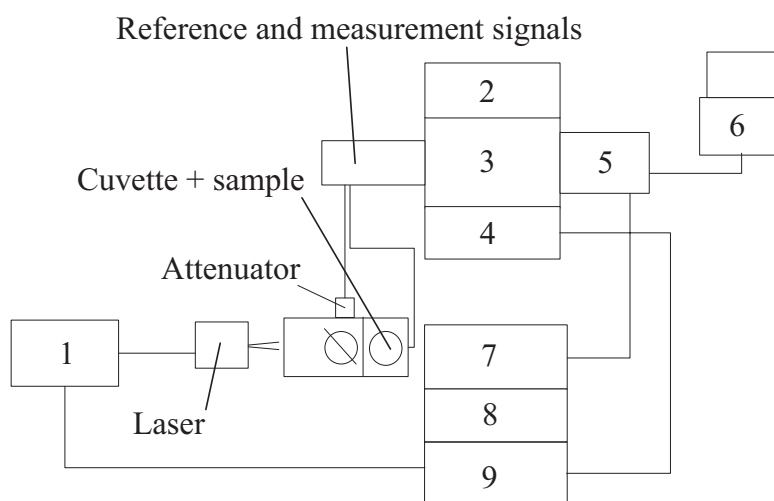 Reference and measurement signals
2
6
3
5
Cuvette + sample
4
Attenuator
1
7
8
Laser
9